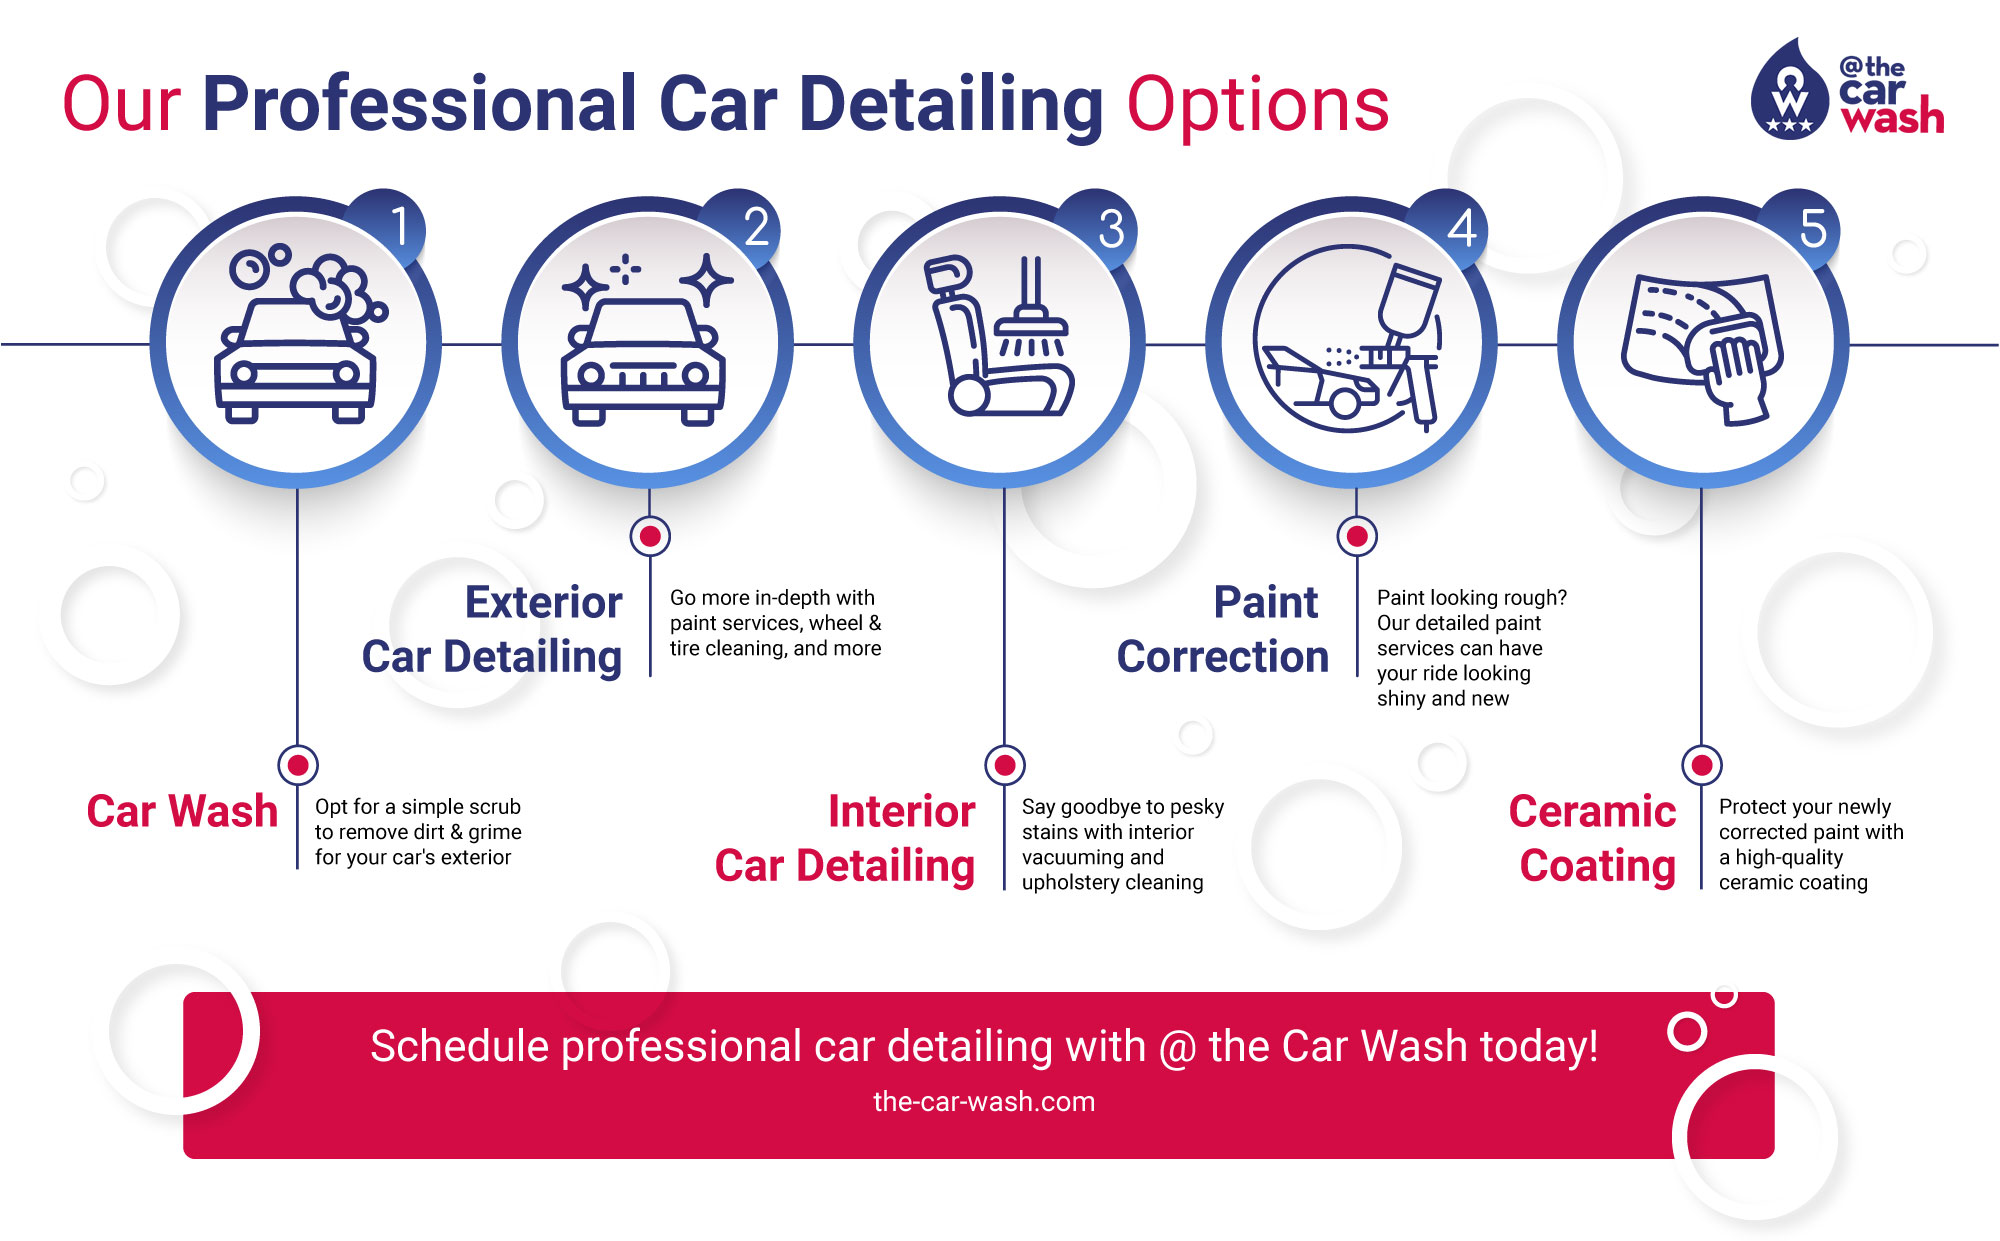 Our Professional Car Detailing Options
@the
car
wash
W
1
2
3
4
5
Exterior
Car Detailing
Go more in-depth with
paint services, wheel &
tire cleaning, and more
Paint
Correction
Paint looking rough?
Our detailed paint
services can have
your ride looking
shiny and new
Car Wash
Opt for a simple scrub
to remove dirt & grime
for your car's exterior
Interior
Car Detailing
Say goodbye to pesky
stains with interior
vacuuming and
upholstery cleaning
Ceramic
Coating
Protect your newly
corrected paint with
a high-quality
ceramic coating
Schedule professional car detailing with @ the Car Wash today!
the-car-wash.com